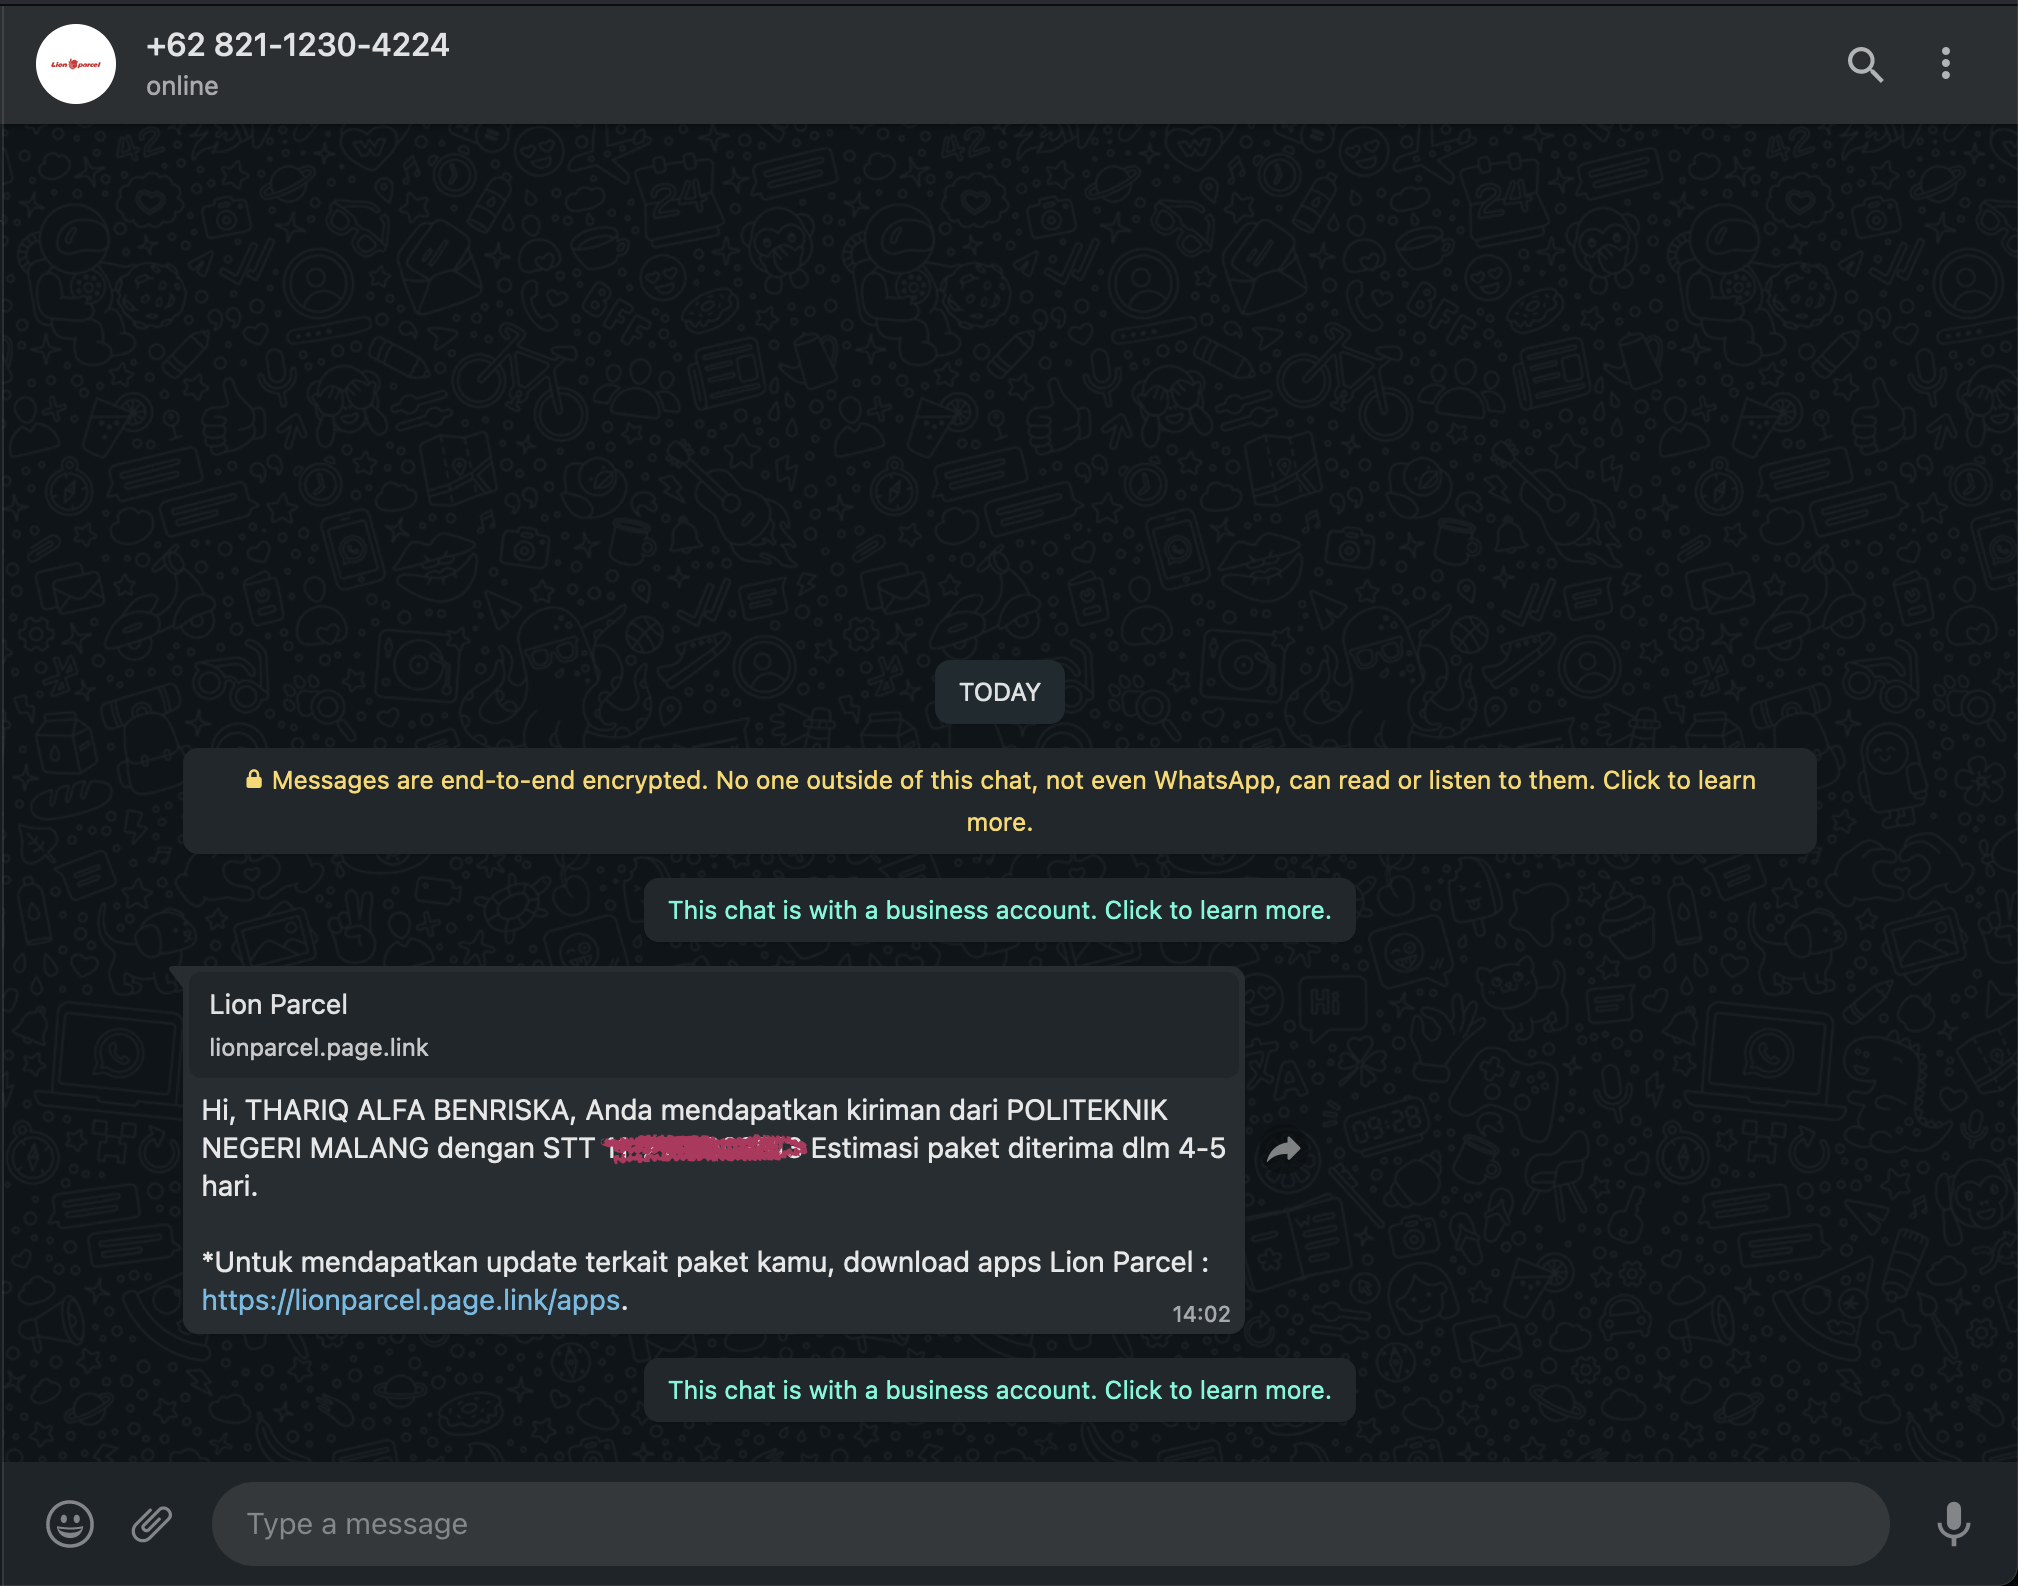 Lion parcel
+62 821-1230-4224
online
TODAY
Messages are end-to-end encrypted. No one outside of this chat, not even WhatsApp, can read or listen to them. Click to learn
more.
This chat is with a business account. Click to learn more.
Lion Parcel
lionparcel.page.link
Hi, THARIQ ALFA BENRISKA, Anda mendapatkan kiriman dari POLITEKNIK
NEGERI MALANG dengan STT Estimasi paket diterima dlm 4-5
hari.
*Untuk mendapatkan update terkait paket kamu, download apps Lion Parcel :
https://lionparcel.page.link/apps.
14:02
This chat is with a business account. Click to learn more.
Type a message